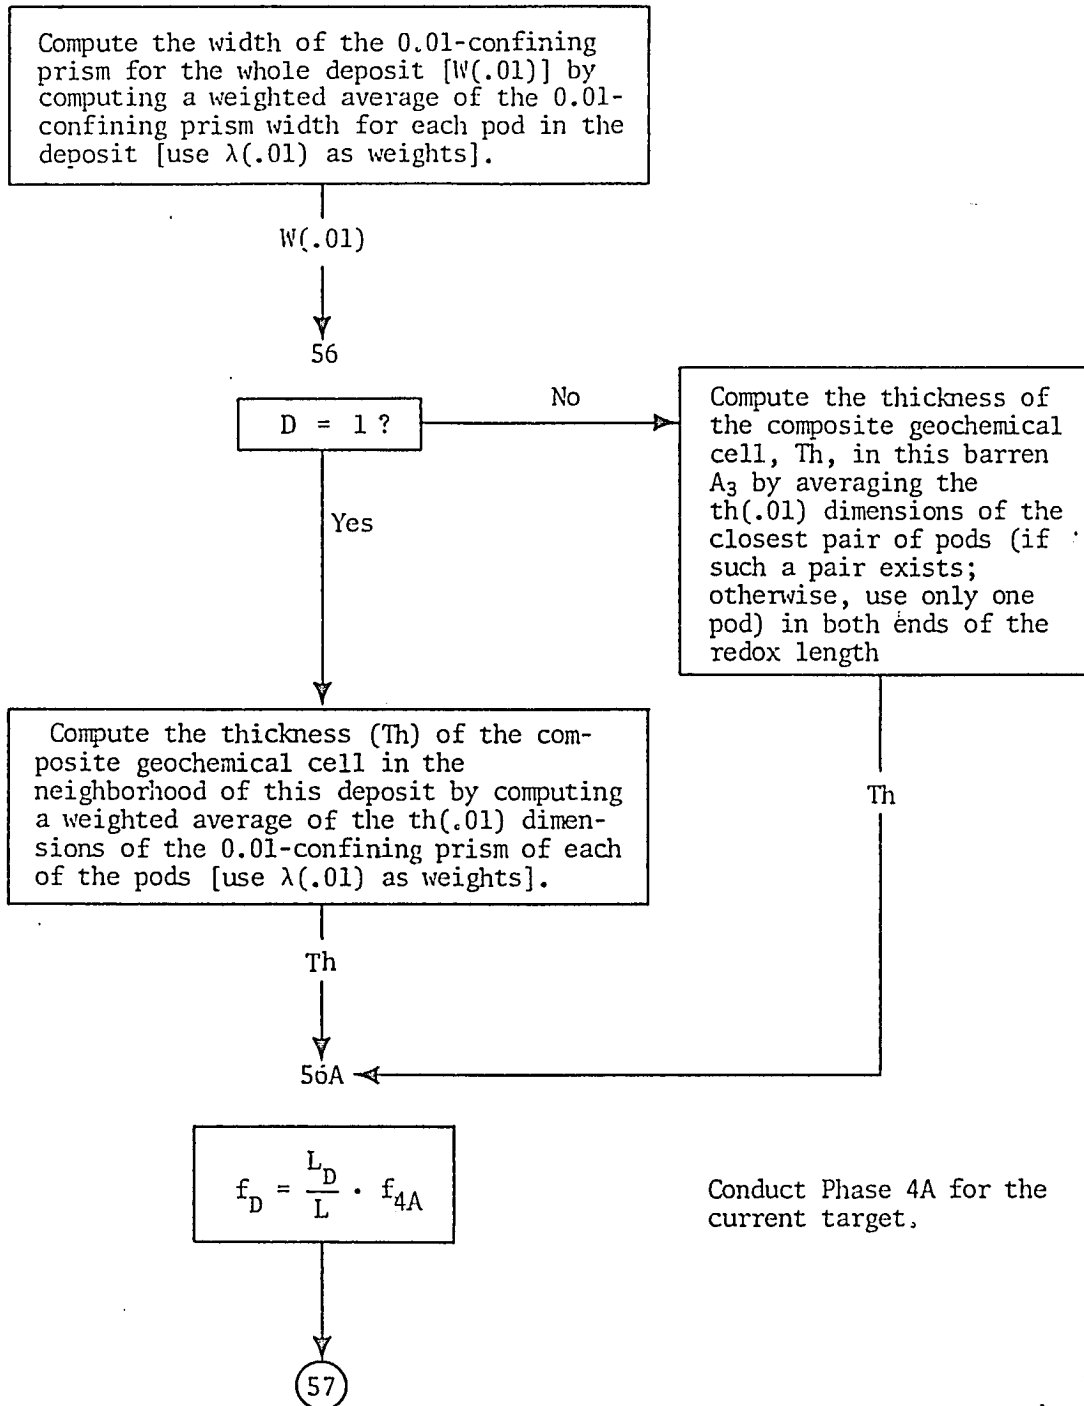 Compute the width of the 0.01-confining
prism for the whole deposit [W(.01)] by
computing a weighted average of the 0.01-
confining prism width for each pod in the
deposit [use λ(.01) as weights].
W(.01)
56
D = 1 ?
No
Yes
Compute the thickness of
the composite geochemical
cell, Th, in this barren
A3 by averaging the
th(.01) dimensions of the
closest pair of pods (if
such a pair exists;
otherwise, use only one
pod) in both ends of the
redox length
Compute the thickness (Th) of the com-
posite geochemical cell in the
neighborhood of this deposit by computing
a weighted average of the th(.01) dimen-
sions of the 0.01-confining prism of each
of the pods [use λ(.01) as weights].
Th
Th
56A
f_D = L_D / L · f_4A
Conduct Phase 4A for the
current target.
57